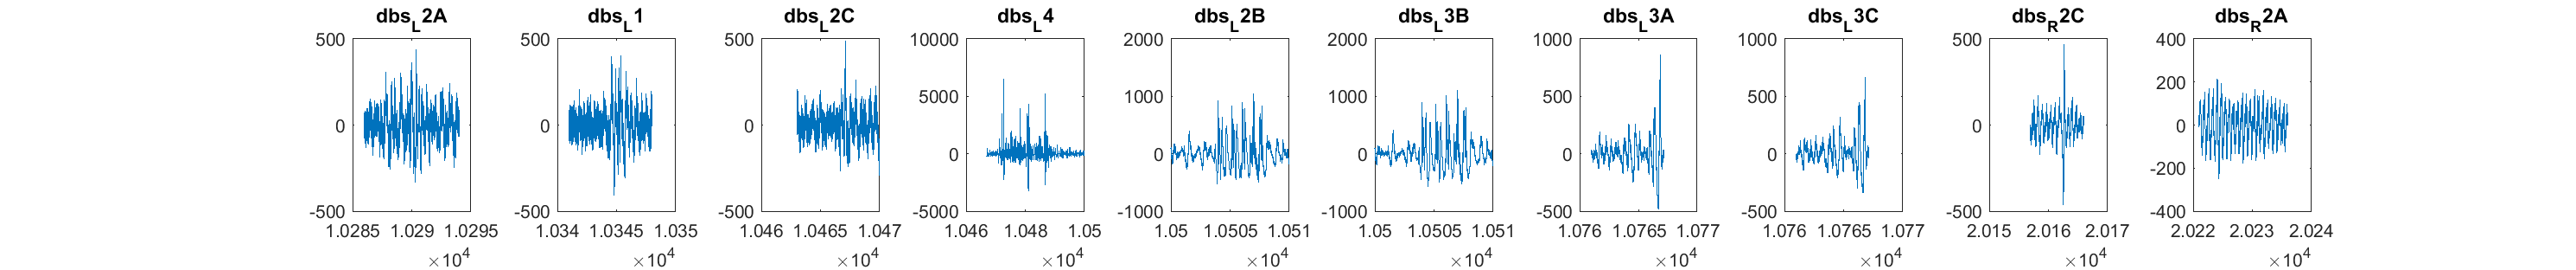 dbsL2A
500
0
-500
1.0285 1.029 1.0295
×10^4
dbsL1
500
0
-500
1.034 1.0345 1.035
×10^4
dbsL2C
500
0
-500
1.046 1.0465 1.047
×10^4
dbsL4
10000
5000
0
-5000
1.046 1.048 1.05
×10^4
dbsL2B
2000
1000
0
-1000
1.05 1.0505 1.051
×10^4
dbsL3B
2000
1000
0
-1000
1.05 1.0505 1.051
×10^4
dbsL3A
1000
500
0
-500
1.076 1.0765 1.077
×10^4
dbsL3C
1000
500
0
-500
1.076 1.0765 1.077
×10^4
dbsR2C
500
0
-500
2.015 2.016 2.017
×10^4
dbsR2A
400
200
0
-200
-400
2.022 2.023 2.024
×10^4